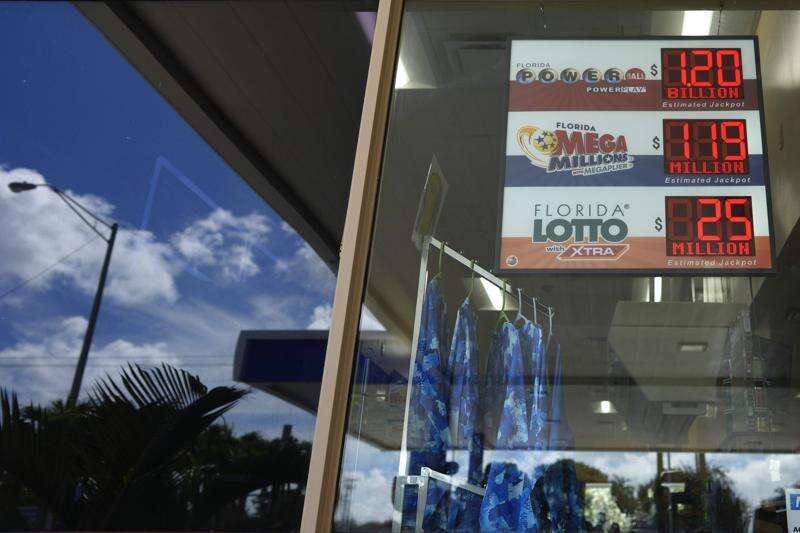 FLORIDA
POWERBALL
POWERPLAY®
$ 1.20
BILLION
Estimated Jackpot
FLORIDA
MEGA
MILLIONS
WITH MEGAPLIER
$ 119
MILLION
Estimated Jackpot
FLORIDA®
LOTTO
with XTRA
$ 25
MILLION
Estimated Jackpot